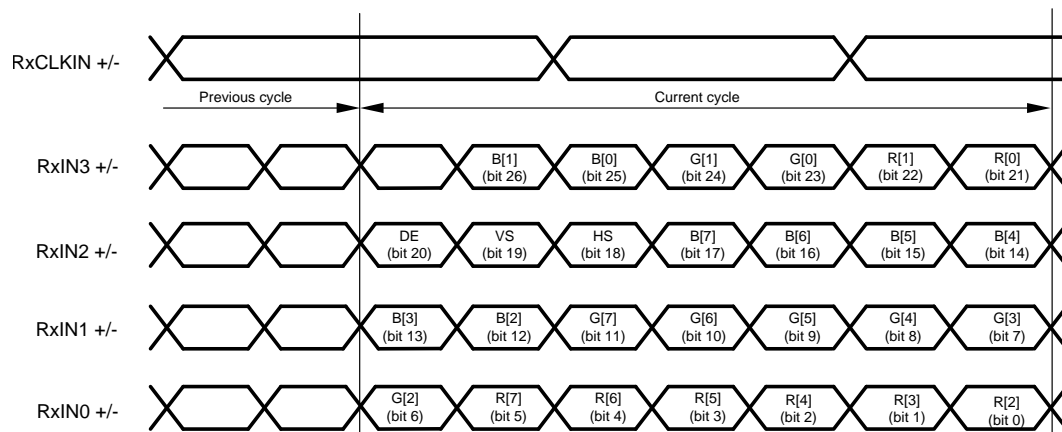 RxCLKIN +/-
Previous cycle
Current cycle
RxIN3 +/-
B[1]
(bit 26)
B[0]
(bit 25)
G[1]
(bit 24)
G[0]
(bit 23)
R[1]
(bit 22)
R[0]
(bit 21)
RxIN2 +/-
DE
(bit 20)
VS
(bit 19)
HS
(bit 18)
B[7]
(bit 17)
B[6]
(bit 16)
B[5]
(bit 15)
B[4]
(bit 14)
RxIN1 +/-
B[3]
(bit 13)
B[2]
(bit 12)
G[7]
(bit 11)
G[6]
(bit 10)
G[5]
(bit 9)
G[4]
(bit 8)
G[3]
(bit 7)
RxIN0 +/-
G[2]
(bit 6)
R[7]
(bit 5)
R[6]
(bit 4)
R[5]
(bit 3)
R[4]
(bit 2)
R[3]
(bit 1)
R[2]
(bit 0)